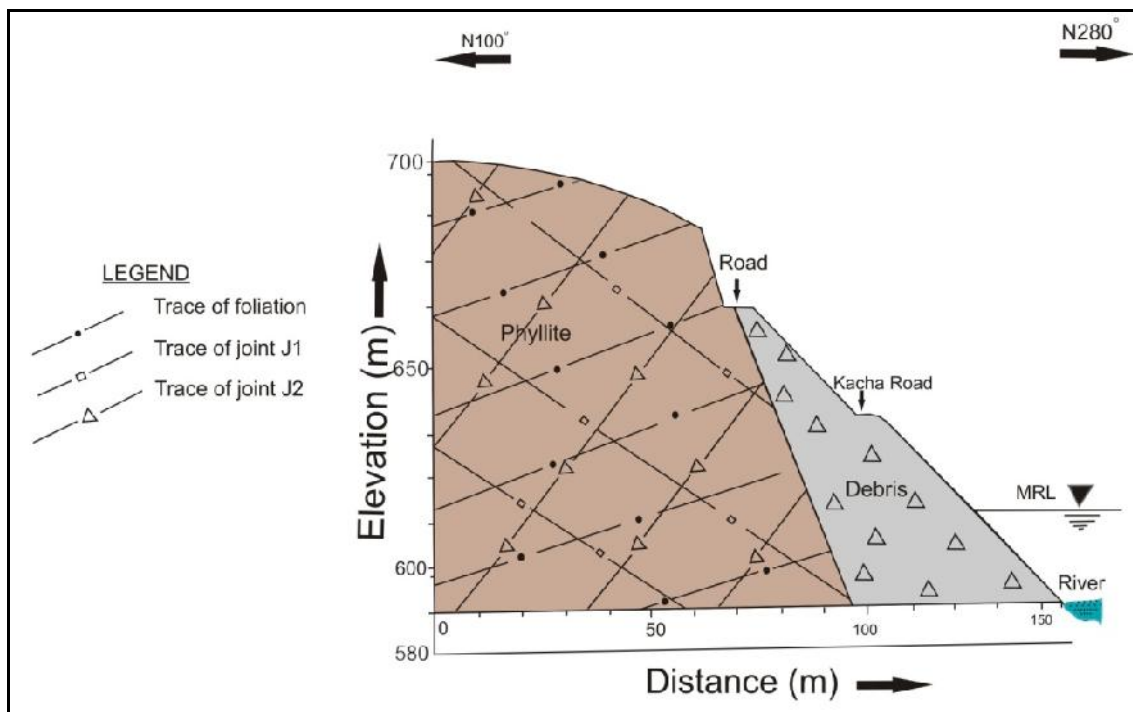 N100°
N280°
700
Road
LEGEND
Trace of foliation
Phyllite
Trace of joint J1
650
Kacha Road
Trace of joint J2
Elevation (m)
Debris
MRL
600
River
0
50
100
150
580
Distance (m)